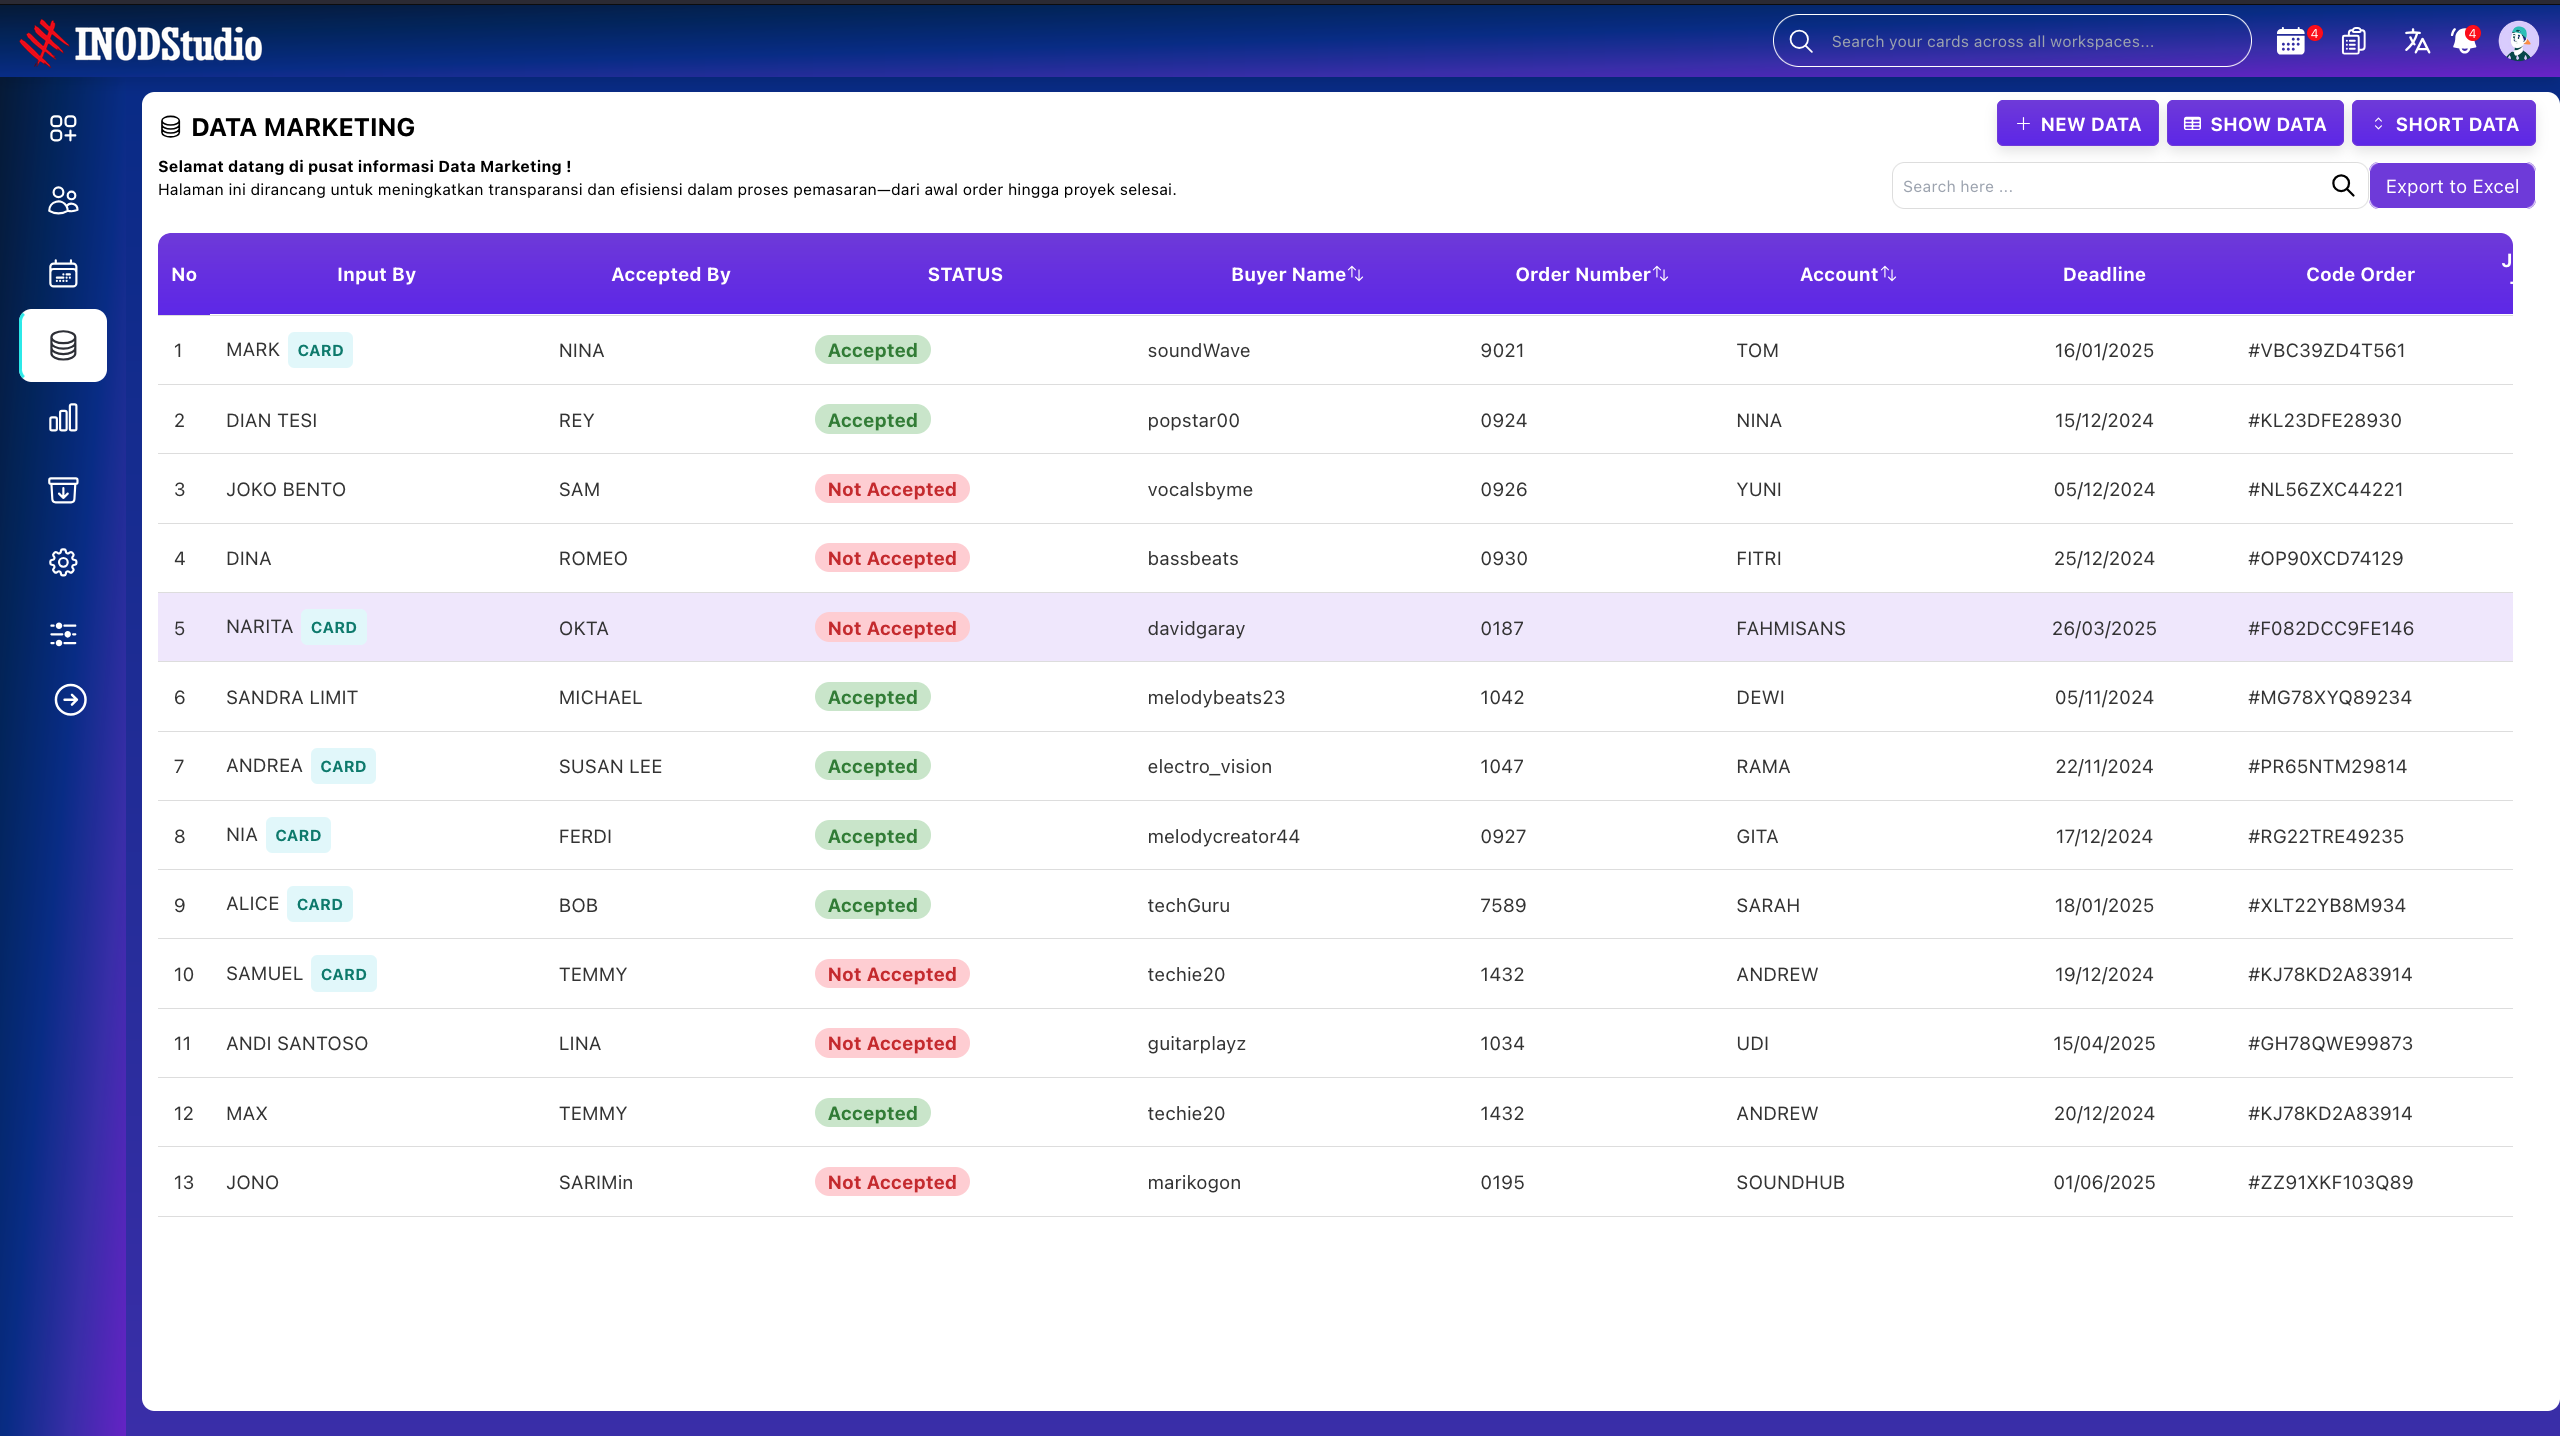 INODStudio
Search your cards across all workspaces...
4
4
DATA MARKETING
NEW DATA
SHOW DATA
SHORT DATA
Selamat datang di pusat informasi Data Marketing !
Halaman ini dirancang untuk meningkatkan transparansi dan efisiensi dalam proses pemasaran—dari awal order hingga proyek selesai.
Search here ...
Export to Excel
No Input By Accepted By STATUS Buyer Name Order Number Account Deadline Code Order
1 MARK CARD NINA Accepted soundWave 9021 TOM 16/01/2025 #VBC39ZD4T561
2 DIAN TESI REY Accepted popstar00 0924 NINA 15/12/2024 #KL23DFE28930
3 JOKO BENTO SAM Not Accepted vocalsbyme 0926 YUNI 05/12/2024 #NL56ZXC44221
4 DINA ROMEO Not Accepted bassbeats 0930 FITRI 25/12/2024 #OP90XCD74129
5 NARITA CARD OKTA Not Accepted davidgaray 0187 FAHMISANS 26/03/2025 #F082DCC9FE146
6 SANDRA LIMIT MICHAEL Accepted melodybeats23 1042 DEWI 05/11/2024 #MG78XYQ89234
7 ANDREA CARD SUSAN LEE Accepted electro_vision 1047 RAMA 22/11/2024 #PR65NTM29814
8 NIA CARD FERDI Accepted melodycreator44 0927 GITA 17/12/2024 #RG22TRE49235
9 ALICE CARD BOB Accepted techGuru 7589 SARAH 18/01/2025 #XLT22YB8M934
10 SAMUEL CARD TEMMY Not Accepted techie20 1432 ANDREW 19/12/2024 #KJ78KD2A83914
11 ANDI SANTOSO LINA Not Accepted guitarplayz 1034 UDI 15/04/2025 #GH78QWE99873
12 MAX TEMMY Accepted techie20 1432 ANDREW 20/12/2024 #KJ78KD2A83914
13 JONO SARIMin Not Accepted marikogon 0195 SOUNDHUB 01/06/2025 #ZZ91XKF103Q89